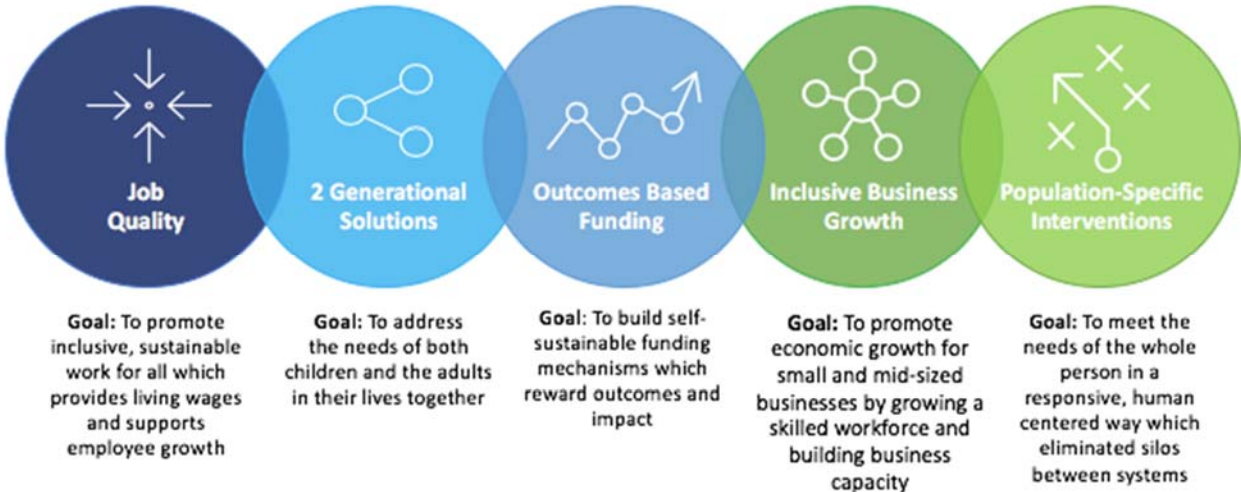 Job
Quality
2 Generational
Solutions
Outcomes Based
Funding
Inclusive Business
Growth
Population-Specific
Interventions
Goal: To promote
inclusive, sustainable
work for all which
provides living wages
and supports
employee growth
Goal: To address
the needs of both
children and the adults
in their lives together
Goal: To build self-
sustainable funding
mechanisms which
reward outcomes and
impact
Goal: To promote
economic growth for
small and mid-sized
businesses by growing a
skilled workforce and
building business
capacity
Goal: To meet the
needs of the whole
person in a
responsive, human
centered way which
eliminated silos
between systems